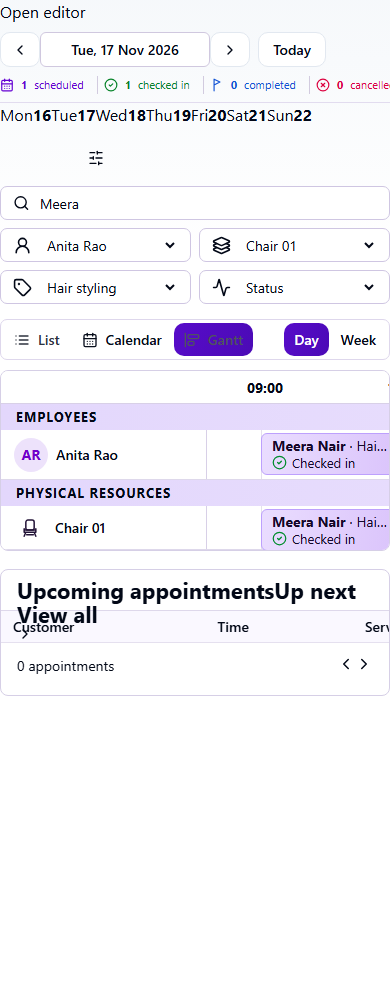 Open editor
Tue, 17 Nov 2026 Today
1 scheduled 1 checked in 0 completed 0 cancelle
Mon16Tue17Wed18Thu19Fri20Sat21Sun22
Meera
Anita Rao Chair 01
Hair styling Status
List Calendar Gantt Day Week
09:00
EMPLOYEES
AR Anita Rao Meera Nair · Hai...
Checked in
PHYSICAL RESOURCES
Chair 01 Meera Nair · Hai...
Checked in
Upcoming appointmentsUp next
View all
Customer Time Serv
0 appointments